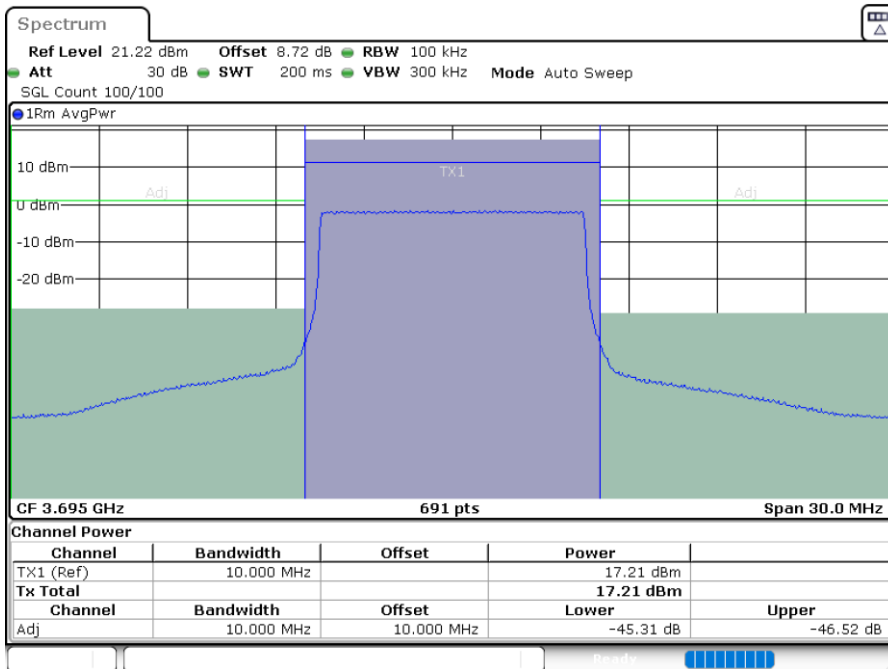 Spectrum
Ref Level 21.22 dBm Offset 8.72 dB RBW 100 kHz
Att 30 dB SWT 200 ms VBW 300 kHz Mode Auto Sweep
SGL Count 100/100
1Rm AvgPwr
10 dBm
TX1
Adj Adj
0 dBm
-10 dBm
-20 dBm
CF 3.695 GHz 691 pts Span 30.0 MHz
Channel Power
Channel Bandwidth Offset Power
TX1 (Ref) 10.000 MHz 17.21 dBm
Tx Total 17.21 dBm
Channel Bandwidth Offset Lower Upper
Adj 10.000 MHz 10.000 MHz -45.31 dB -46.52 dB
Ready